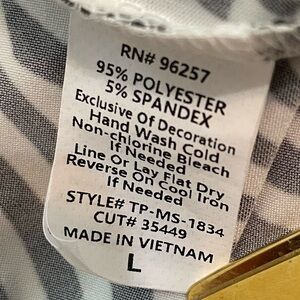 RN# 96257
95% POLYESTER
5% SPANDEX
Exclusive Of Decoration
Hand Wash Cold
Non-chlorine Bleach
If Needed
Line Or Lay Flat Dry
Reverse On Cool Iron
If Needed
STYLE# TP-MS-1834
CUT# 35449
MADE IN VIETNAM
L